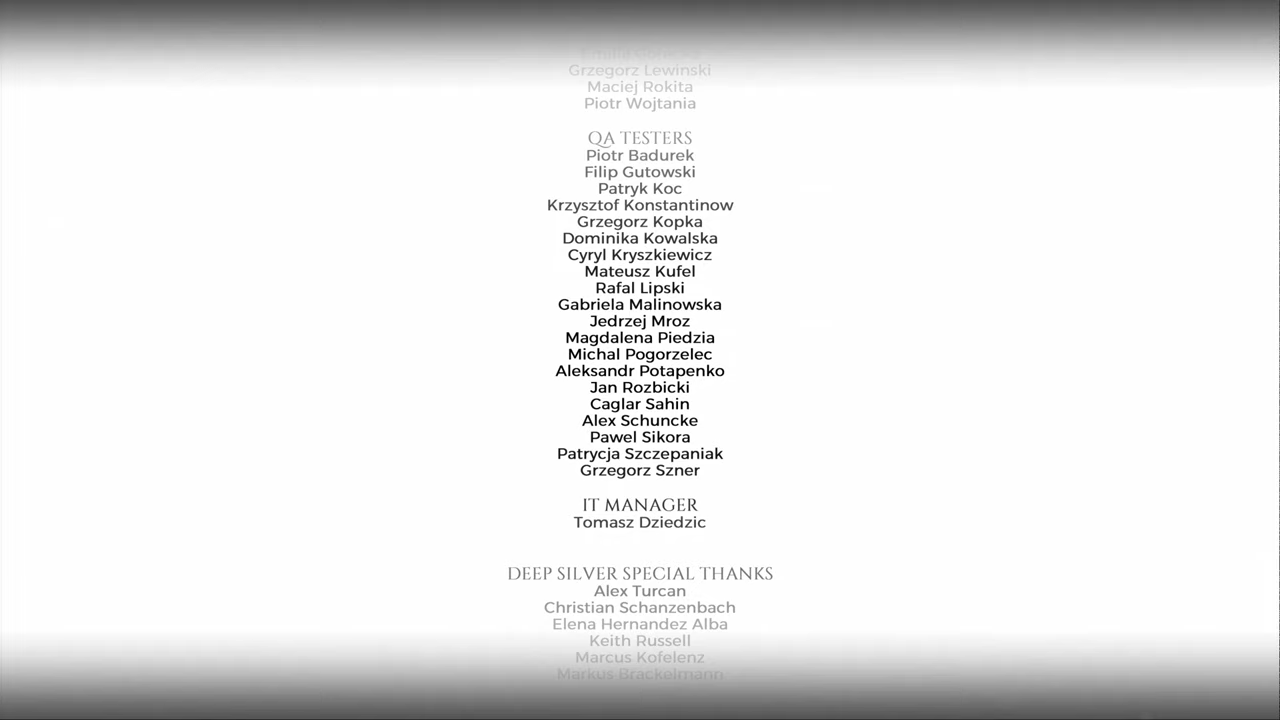 Grzegorz Lewinski
Maciej Rokita
Piotr Wojtania
QA TESTERS
Piotr Badurek
Filip Gutowski
Patryk Koc
Krzysztof Konstantinow
Grzegorz Kopka
Dominika Kowalska
Cyryl Kryszkiewicz
Mateusz Kufel
Rafal Lipski
Gabriela Malinowska
Jedrzej Mroz
Magdalena Piedzia
Michal Pogorzelec
Aleksandr Potapenko
Jan Rozbicki
Caglar Sahin
Alex Schuncke
Pawel Sikora
Patrycja Szczepaniak
Grzegorz Szner
IT MANAGER
Tomasz Dziedzic
DEEP SILVER SPECIAL THANKS
Alex Turcan
Christian Schanzenbach
Elena Hernandez Alba
Keith Russell
Marcus Kofelenz
Markus Brackelmann